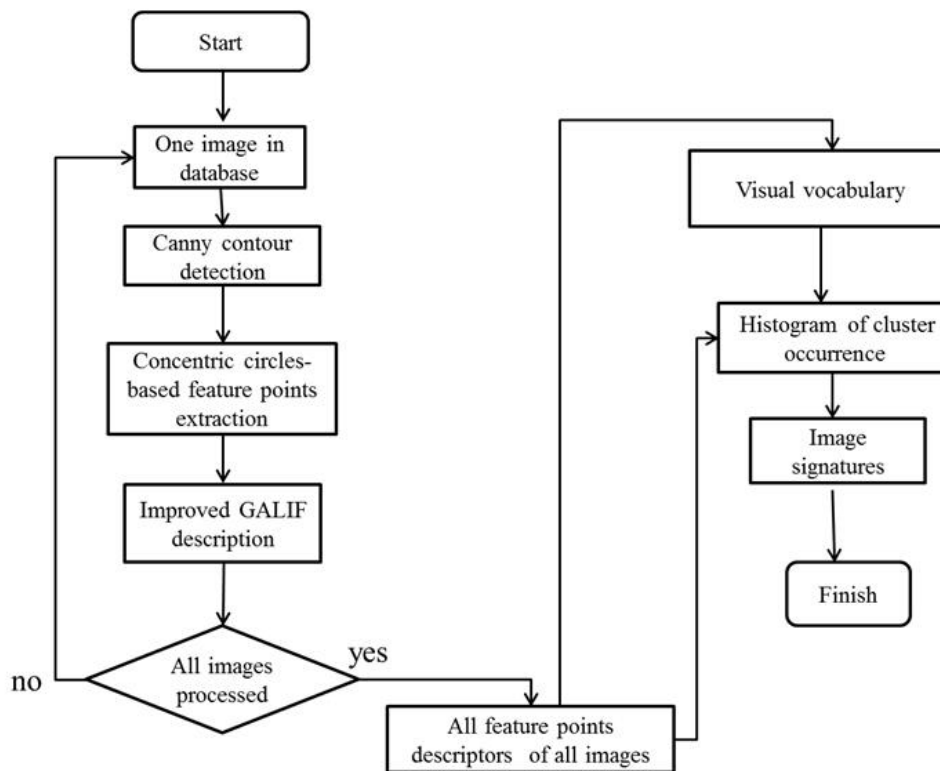 Start
One image in
database
Canny contour
detection
Concentric circles-
based feature points
extraction
Improved GALIF
description
All images
processed
no
yes
All feature points
descriptors of all images
Visual vocabulary
Histogram of cluster
occurrence
Image
signatures
Finish